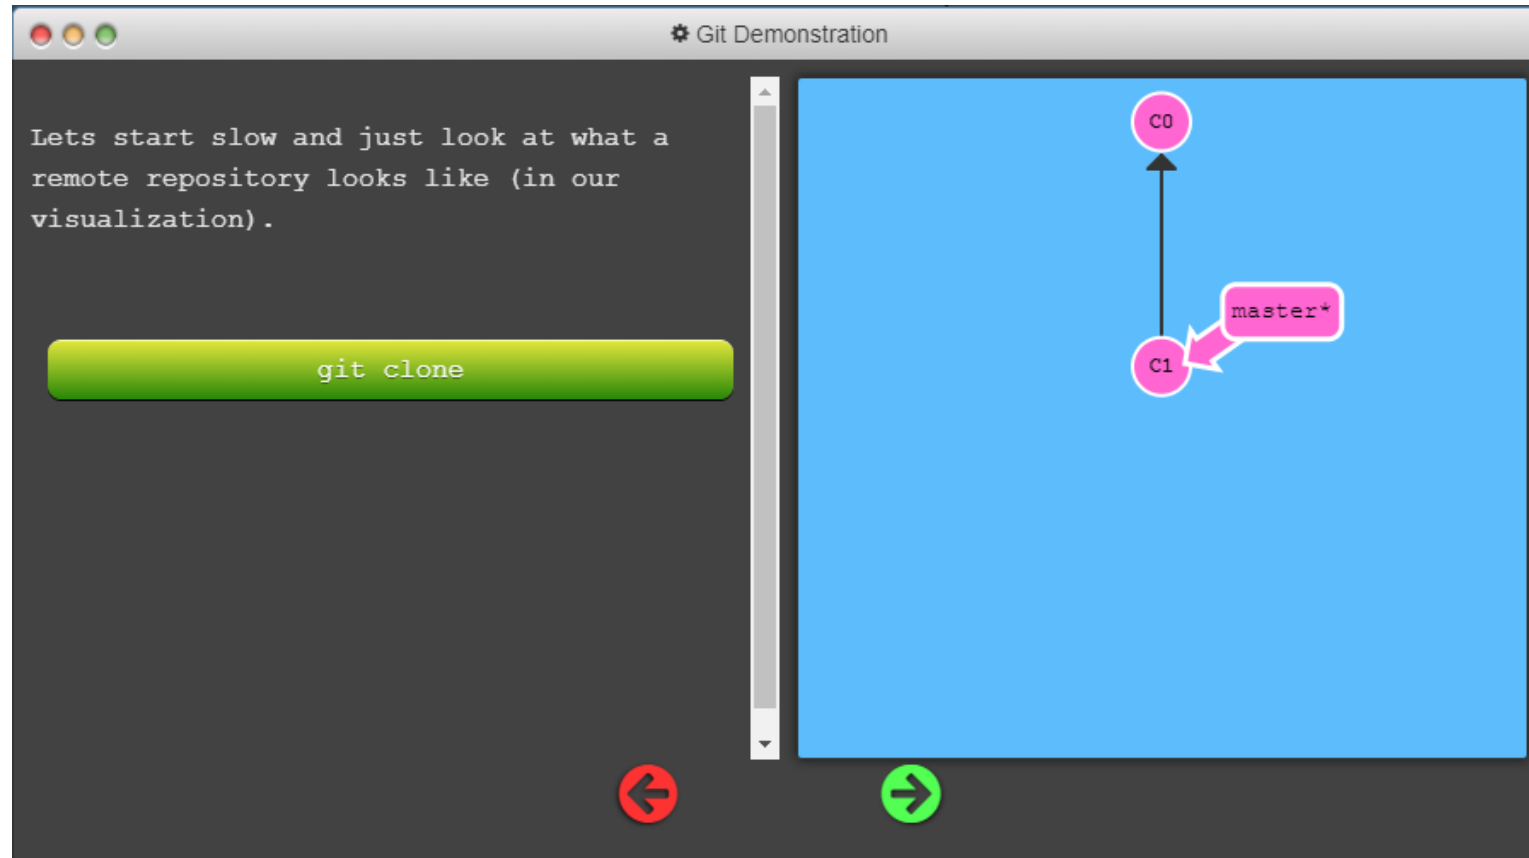 Git Demonstration
Lets start slow and just look at what a
remote repository looks like (in our
visualization).
git clone
C0
master*
C1